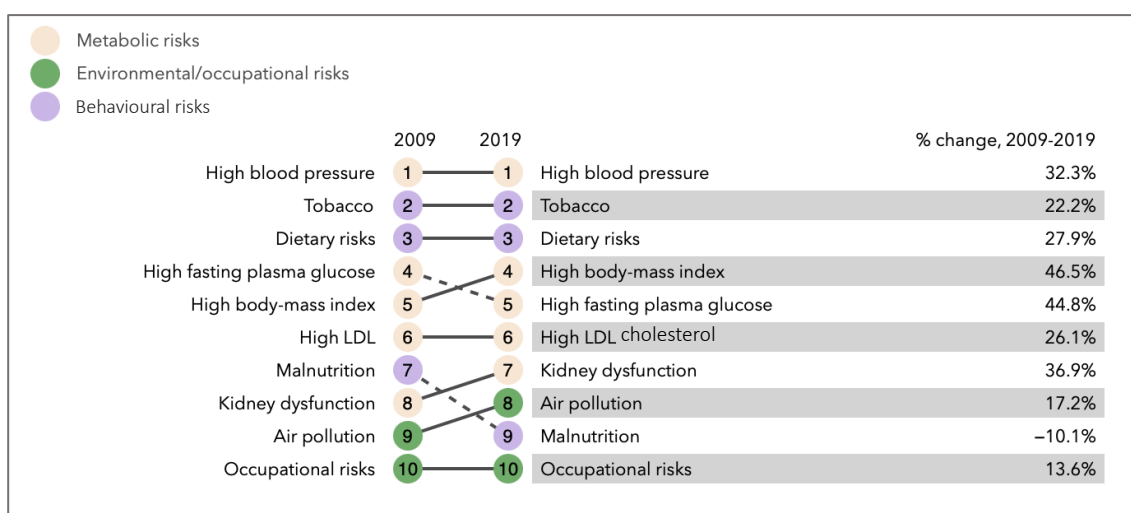 Metabolic risks
Environmental/occupational risks
Behavioural risks
2009 2019 % change, 2009-2019
High blood pressure 1 1 High blood pressure 32.3%
Tobacco 2 2 Tobacco 22.2%
Dietary risks 3 3 Dietary risks 27.9%
High fasting plasma glucose 4 4 High body-mass index 46.5%
High body-mass index 5 5 High fasting plasma glucose 44.8%
High LDL 6 6 High LDL cholesterol 26.1%
Malnutrition 7 7 Kidney dysfunction 36.9%
Kidney dysfunction 8 8 Air pollution 17.2%
Air pollution 9 9 Malnutrition −10.1%
Occupational risks 10 10 Occupational risks 13.6%